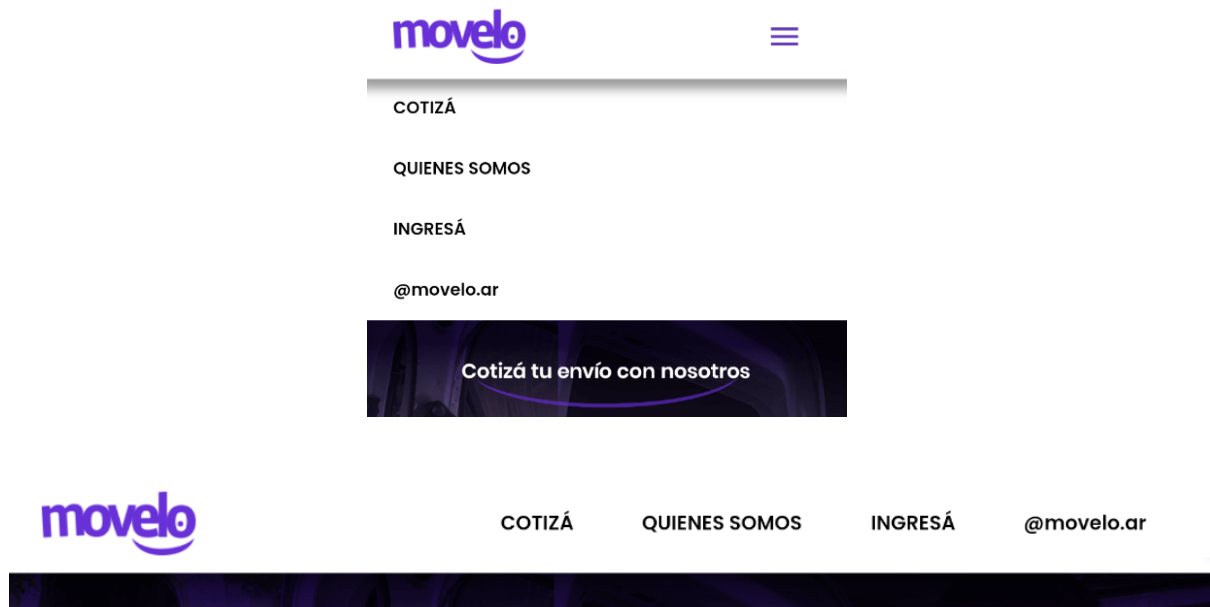 movelo
COTIZÁ
QUIENES SOMOS
INGRESÁ
@movelo.ar
Cotizá tu envío con nosotros
movelo COTIZÁ QUIENES SOMOS INGRESÁ @movelo.ar